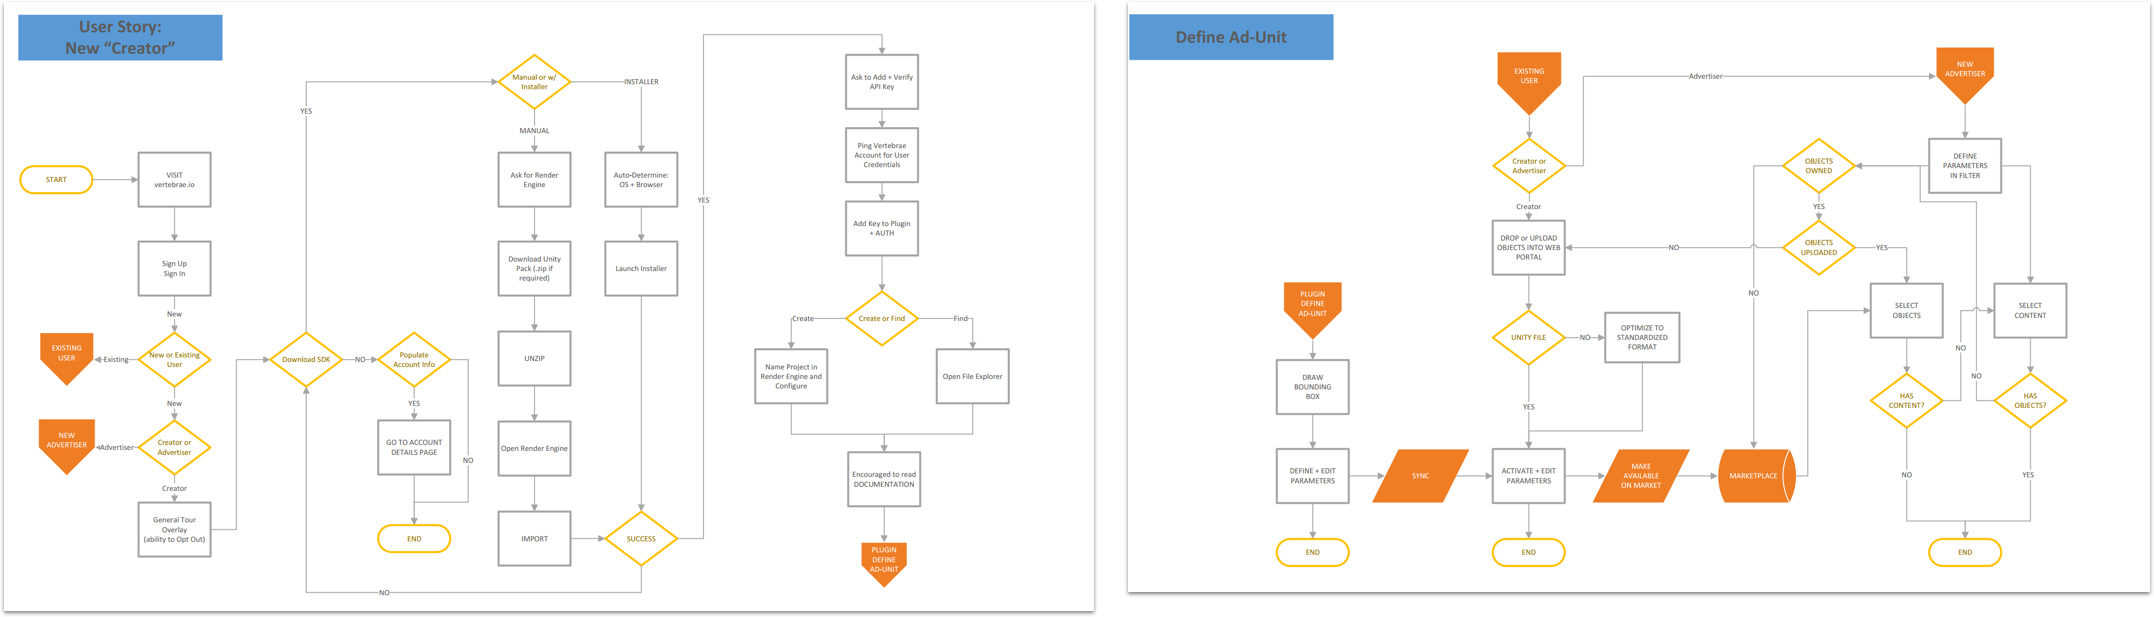 User Story:
New “Creator”
START
VISIT
vertebrae.io
Sign Up
Sign In
New
New or Existing
User
Existing
EXISTING
USER
New
Creator or
Advertiser
Advertiser
NEW
ADVERTISER
Creator
General Tour
Overlay
(ability to Opt Out)
Download SDK
YES
NO
Populate
Account Info
YES
NO
GO TO ACCOUNT
DETAILS PAGE
END
Manual or w/
Installer
INSTALLER
MANUAL
Ask for Render
Engine
Download Unity
Pack (.zip if
required)
UNZIP
Open Render Engine
IMPORT
Auto-Determine:
OS + Browser
Launch Installer
SUCCESS
NO
YES
Ask to Add + Verify
API Key
Ping Vertebrae
Account for User
Credentials
Add Key to Plugin
+ AUTH
Create or Find
Create
Find
Name Project in
Render Engine and
Configure
Open File Explorer
Encouraged to read
DOCUMENTATION
PLUGIN
DEFINE
AD-UNIT
Define Ad-Unit
EXISTING
USER
Advertiser
NEW
ADVERTISER
Creator or
Advertiser
Creator
DROP or UPLOAD
OBJECTS INTO WEB
PORTAL
UNITY FILE
NO
OPTIMIZE TO
STANDARDIZED
FORMAT
YES
PLUGIN
DEFINE
AD-UNIT
DRAW
BOUNDING
BOX
DEFINE + EDIT
PARAMETERS
SYNC
ACTIVATE + EDIT
PARAMETERS
MAKE
AVAILABLE
ON MARKET
MARKETPLACE
END
END
DEFINE
PARAMETERS
IN FILTER
OBJECTS
OWNED
YES
NO
OBJECTS
UPLOADED
NO
YES
SELECT
OBJECTS
SELECT
CONTENT
NO
NO
HAS
CONTENT?
HAS
OBJECTS?
NO
YES
END